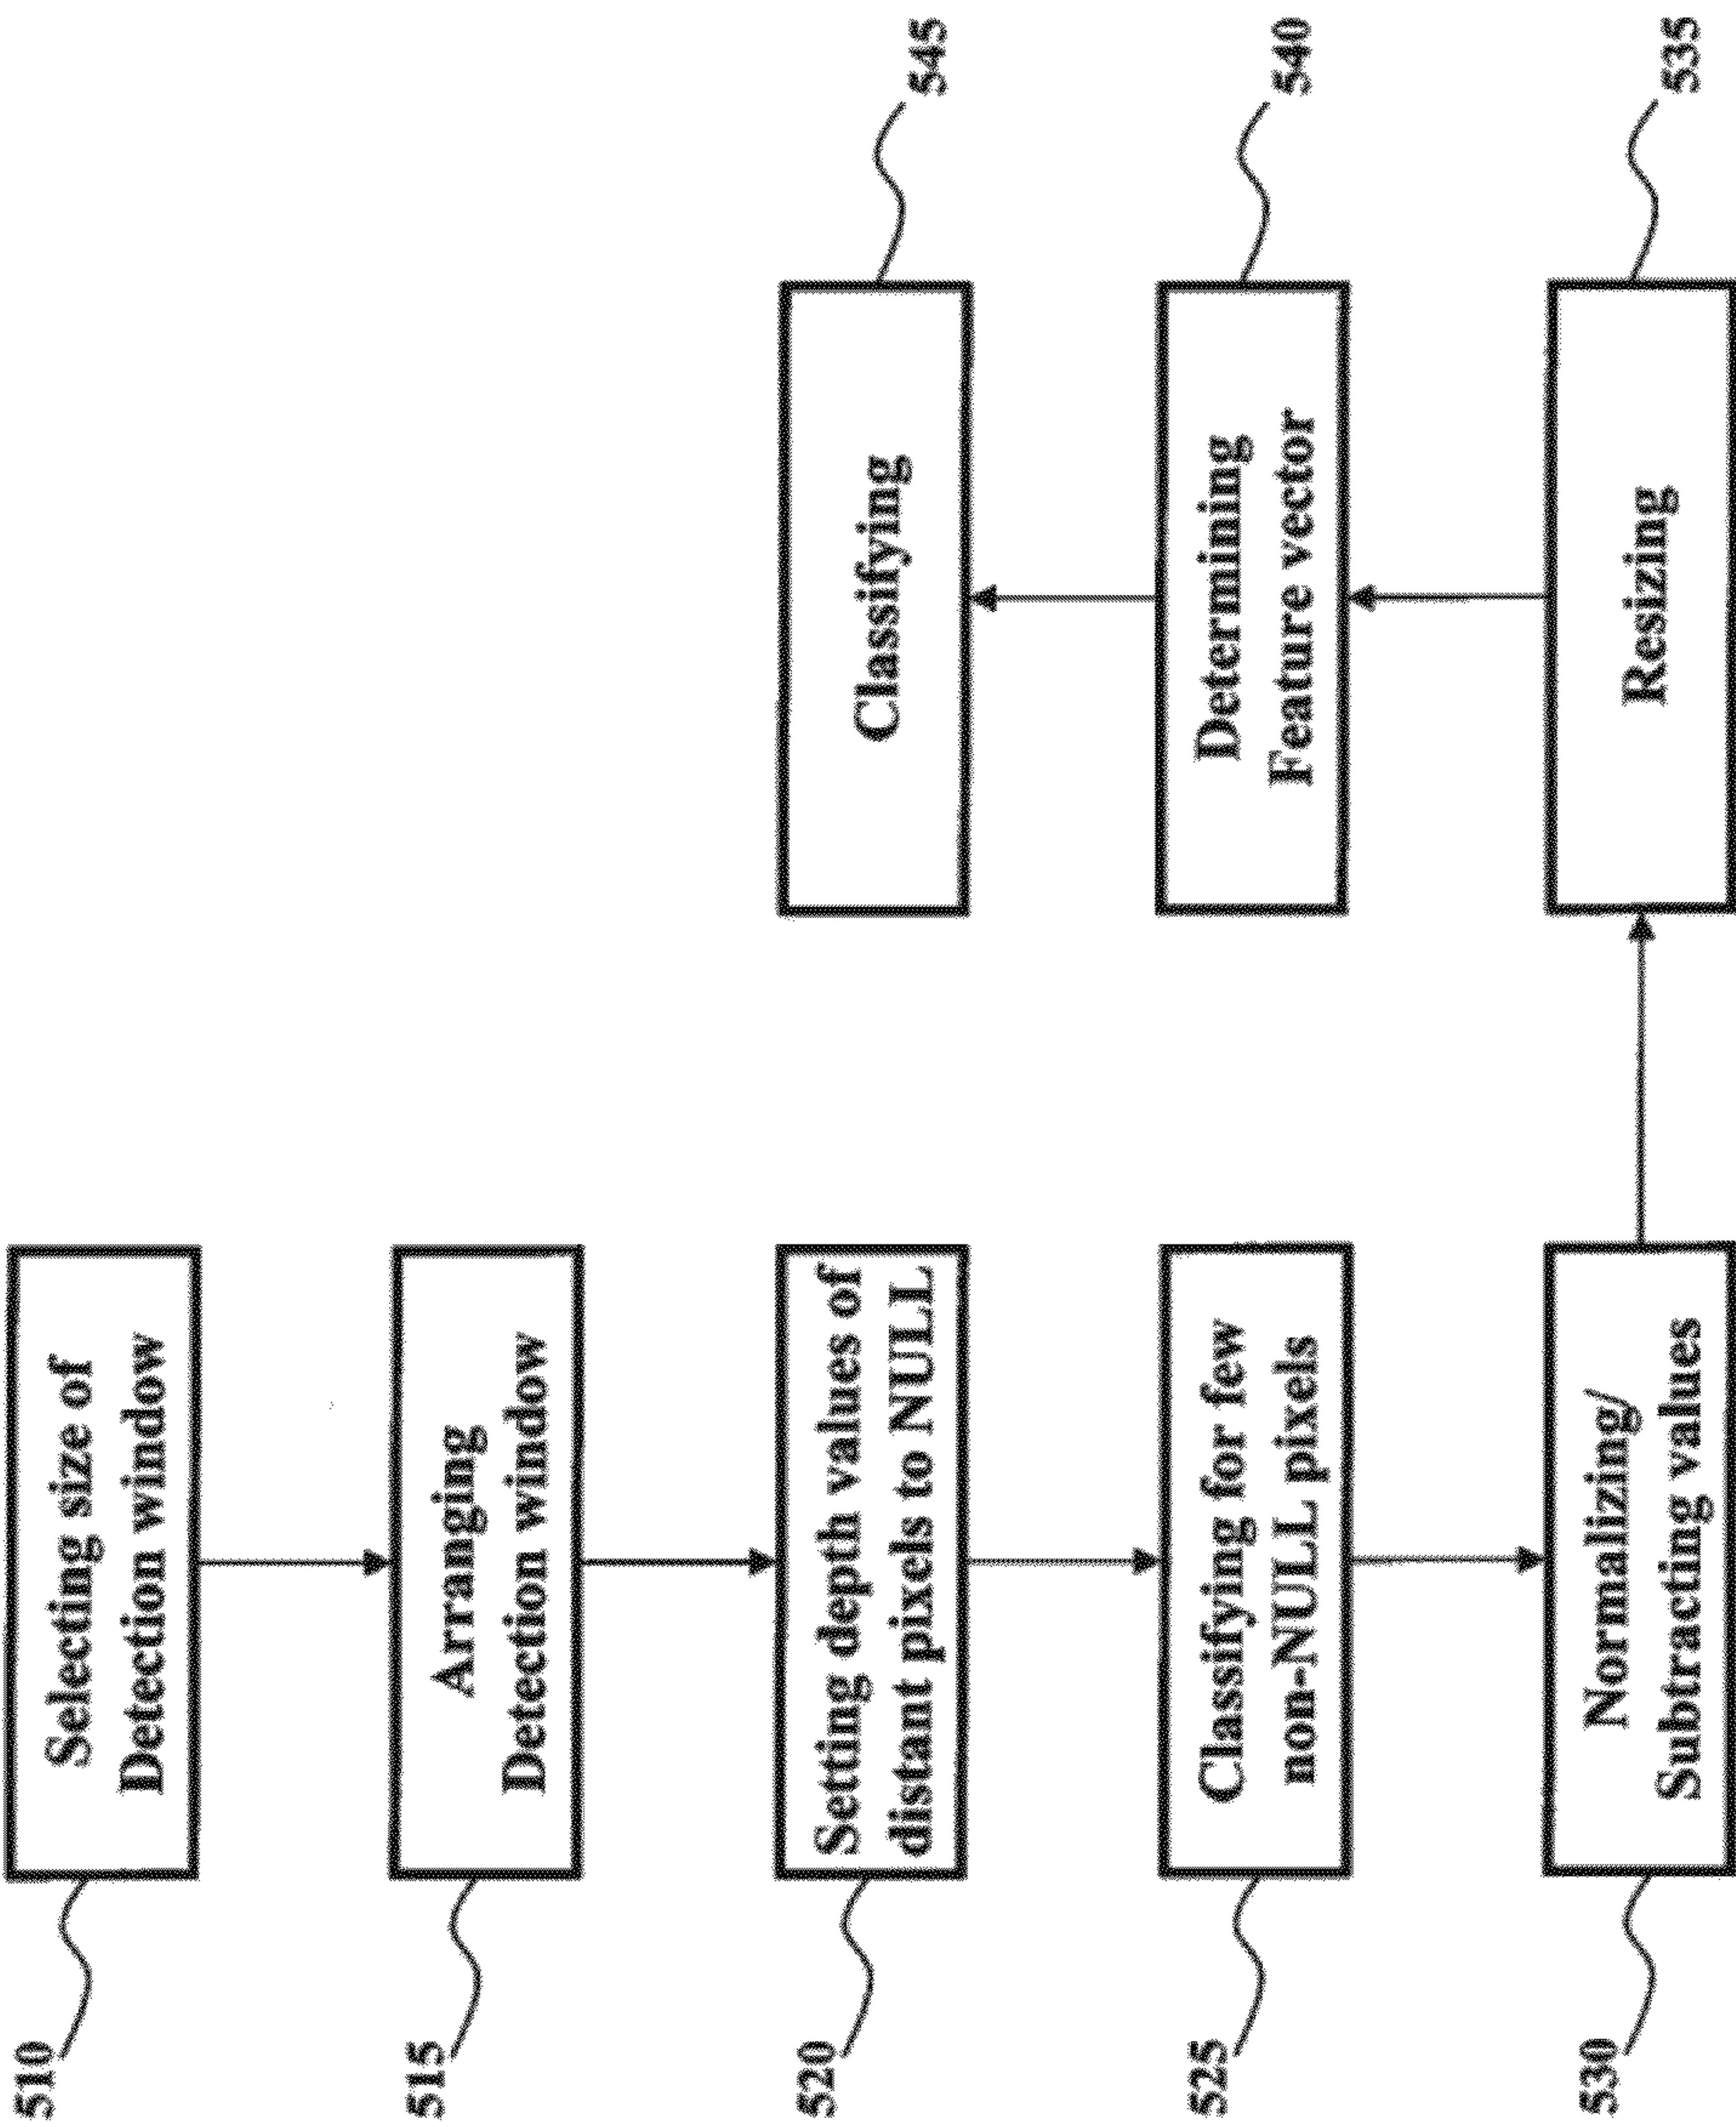 510
Selecting size of
Detection window
515
Arranging
Detection window
520
Setting depth values of
distant pixels to NULL
525
Classifying for few
non-NULL pixels
530
Normalizing/
Subtracting values
Resizing
535
Determining
Feature vector
540
Classifying
545